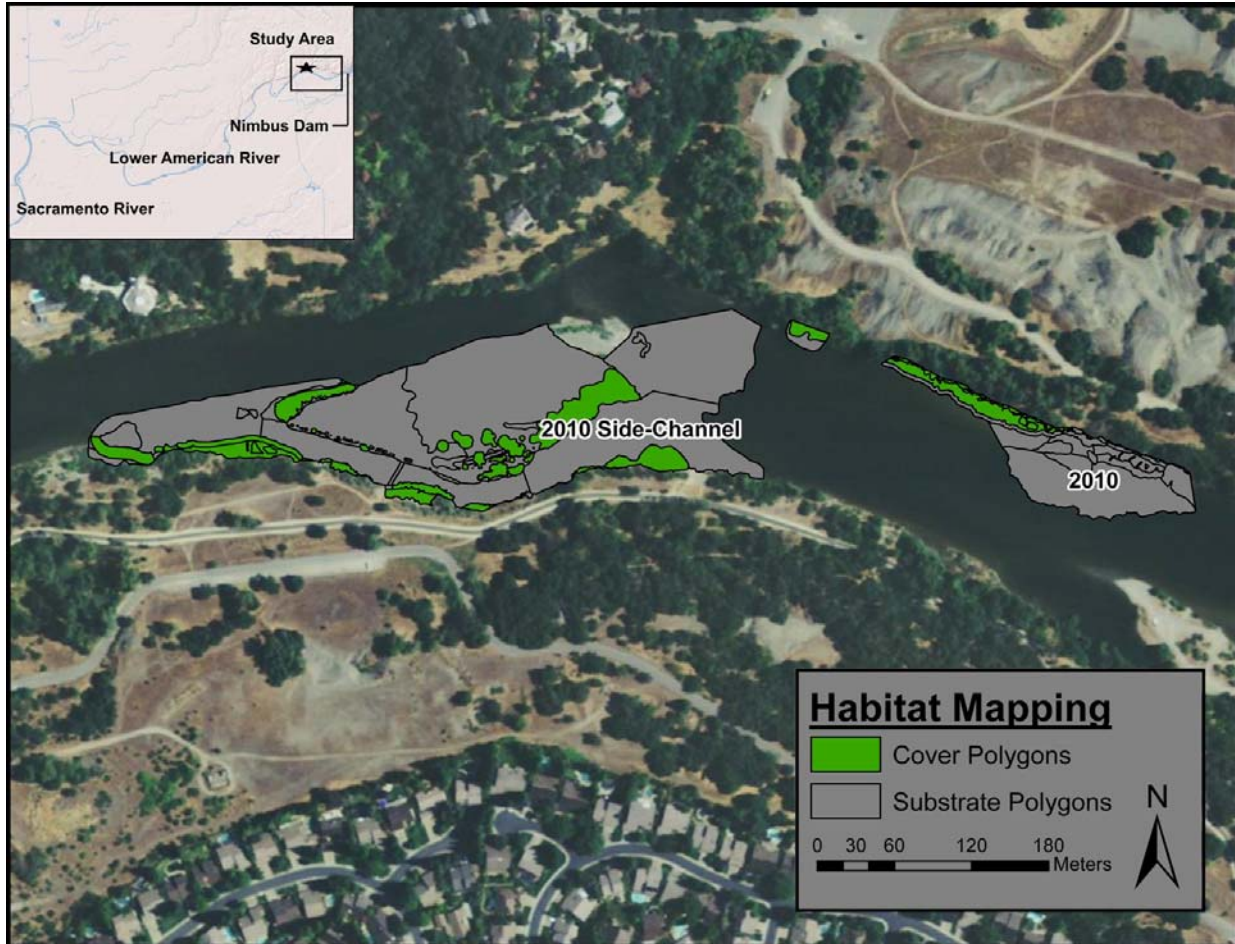 Study Area
Nimbus Dam
Lower American River
Sacramento River
2010 Side-Channel
2010
Habitat Mapping
Cover Polygons
Substrate Polygons
N
0 30 60 120 180
Meters